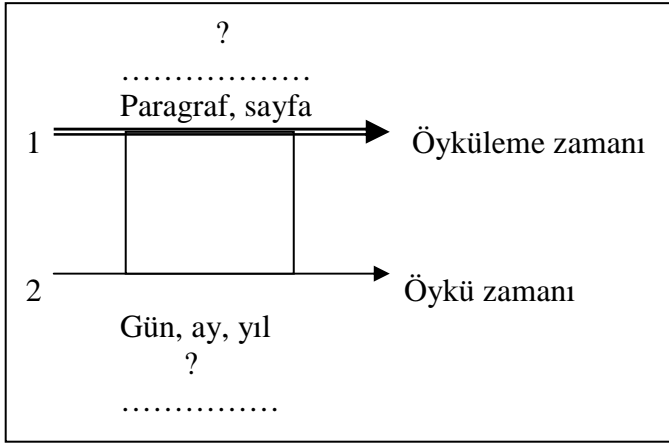 ?
………………
Paragraf, sayfa
1 Öyküleme zamanı
2 Öykü zamanı
Gün, ay, yıl
?
……………